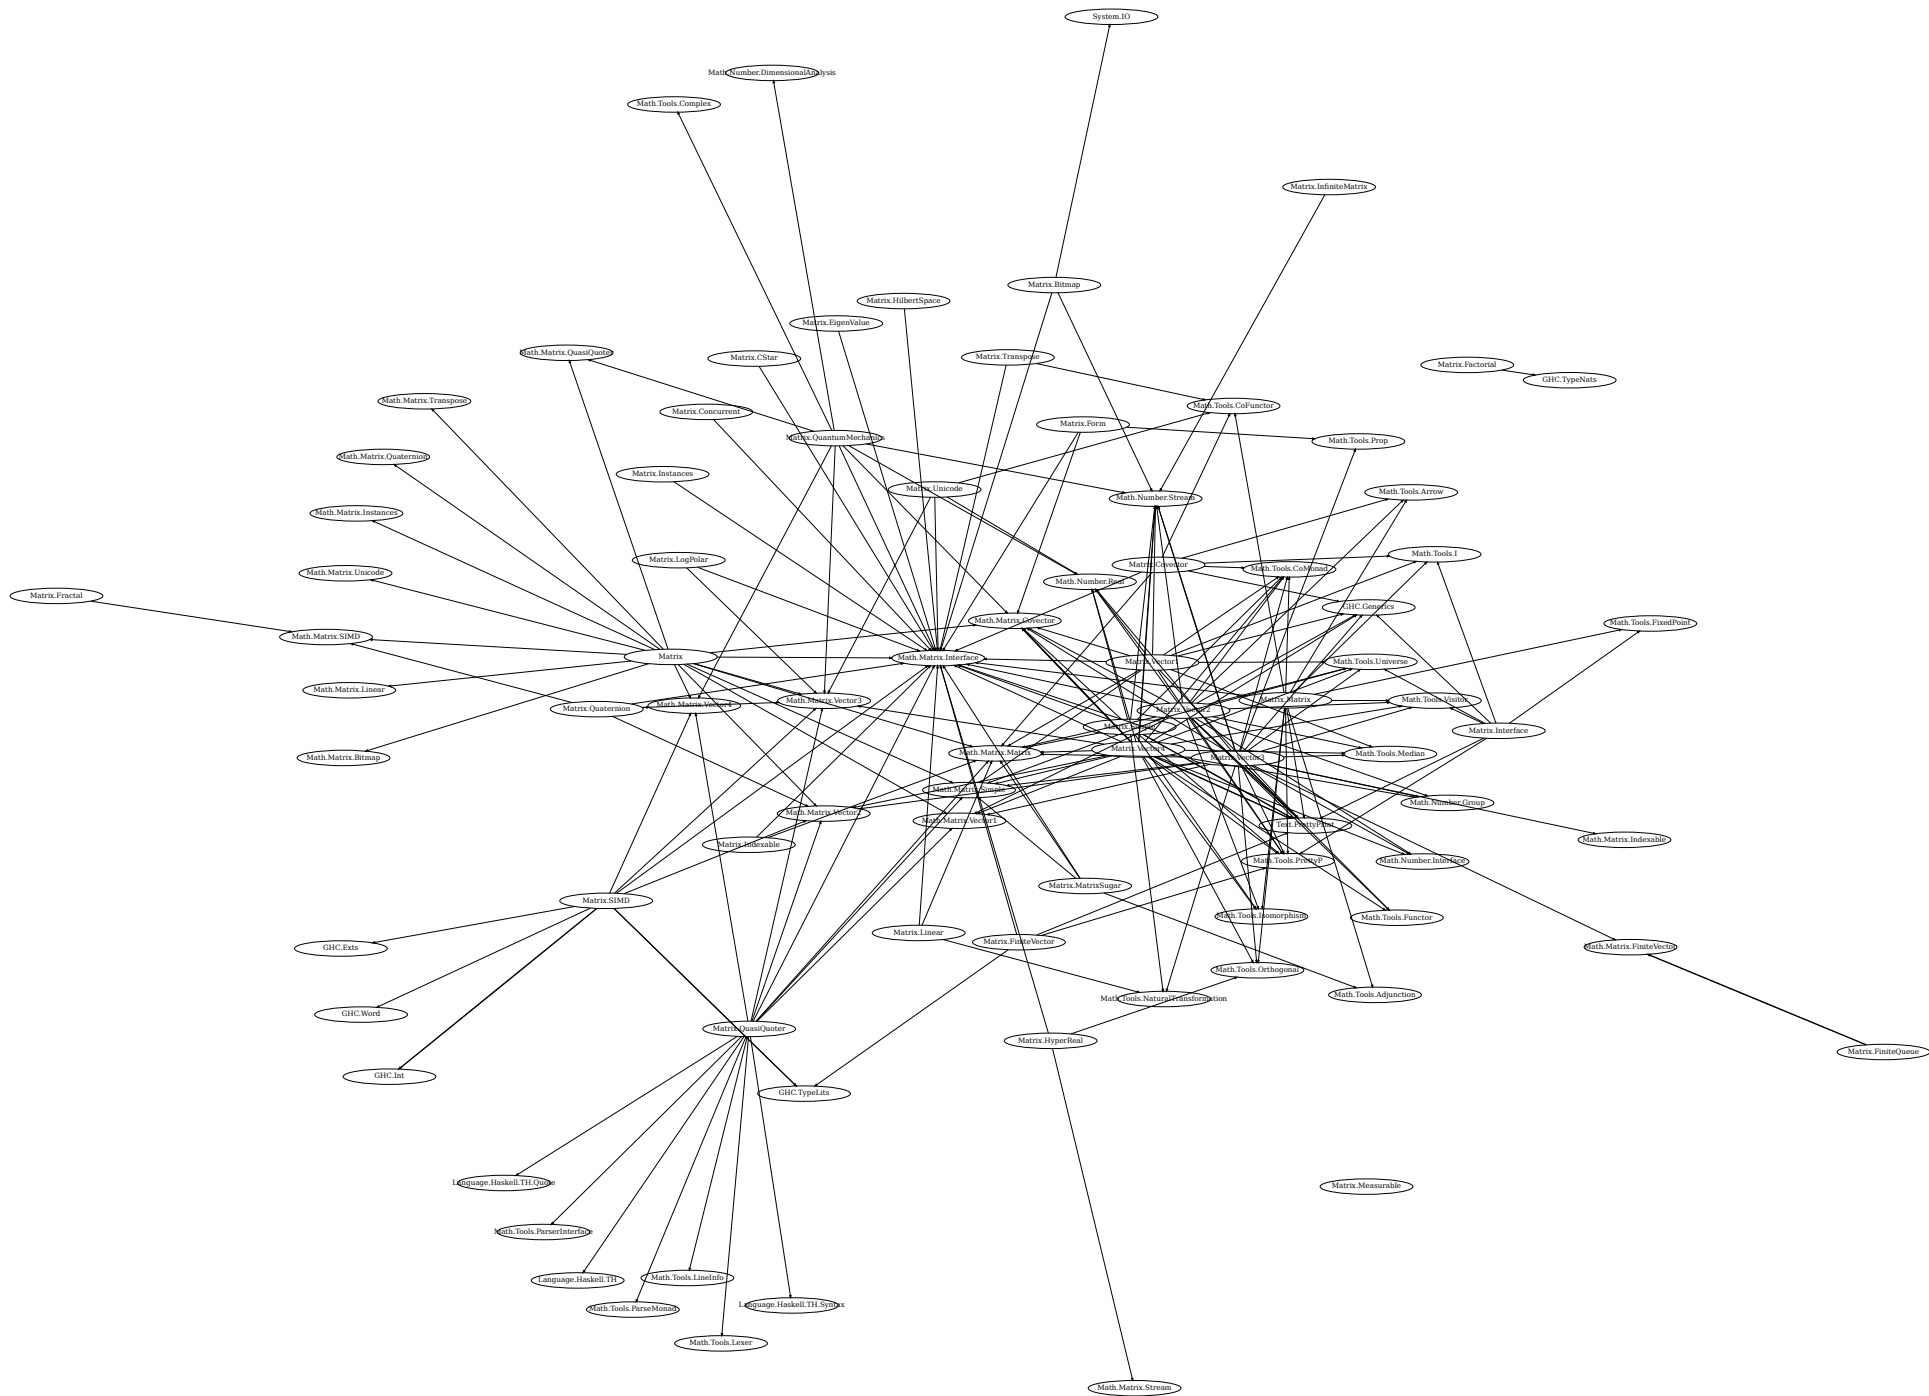 System.IO
Math.Number.DimensionalAnalysis
Math.Tools.Complex
Matrix.InfiniteMatrix
Matrix.Bitmap
Matrix.HilbertSpace
Matrix.EigenValue
Math.Matrix.QuasiQuoter
Matrix.CStar
Matrix.Transpose
Matrix.Factorial
GHC.TypeNats
Math.Matrix.Transpose
Math.Tools.CoFunctor
Matrix.Concurrent
Matrix.Form
Matrix.QuantumMechanics
Math.Tools.Prop
Math.Matrix.Quaternion
Matrix.Instances
Matrix.Unicode
Math.Tools.Arrow
Math.Number.Stream
Math.Matrix.Instances
Math.Tools.I
Matrix.LogPolar
Matrix.Covector
Math.Tools.CoMonad
Math.Matrix.Unicode
Math.Number.Real
Matrix.Fractal
GHC.Generics
Math.Matrix.Covector
Math.Tools.FixedPoint
Math.Matrix.SIMD
Matrix
Math.Matrix.Interface
Matrix.Vector1
Math.Tools.Universe
Math.Matrix.Linear
Math.Matrix.Vector3
Matrix.Matrix
Math.Tools.Visitor
Math.Matrix.Vector4
Matrix.Quaternion
Matrix.Vector2
Matrix.Simple
Matrix.Interface
Matrix.Vector4
Math.Matrix.Matrix
Math.Tools.Median
Math.Matrix.Bitmap
Matrix.Vector3
Math.Matrix.Simple
Math.Number.Group
Math.Matrix.Vector2
Math.Matrix.Vector1
Text.PrettyPrint
Math.Matrix.Indexable
Matrix.Indexable
Math.Tools.PrettyP
Math.Number.Interface
Matrix.MatrixSugar
Matrix.SIMD
Math.Tools.Isomorphism
Math.Tools.Functor
Matrix.Linear
Matrix.FiniteVector
GHC.Exts
Math.Matrix.FiniteVector
Math.Tools.Orthogonal
Math.Tools.NaturalTransformation
Math.Tools.Adjunction
GHC.Word
Matrix.QuasiQuoter
Matrix.HyperReal
Matrix.FiniteQueue
GHC.Int
GHC.TypeLits
Language.Haskell.TH.Quote
Matrix.Measurable
Math.Tools.ParserInterface
Language.Haskell.TH
Math.Tools.LineInfo
Math.Tools.ParseMonad
Language.Haskell.TH.Syntax
Math.Tools.Lexer
Math.Matrix.Stream